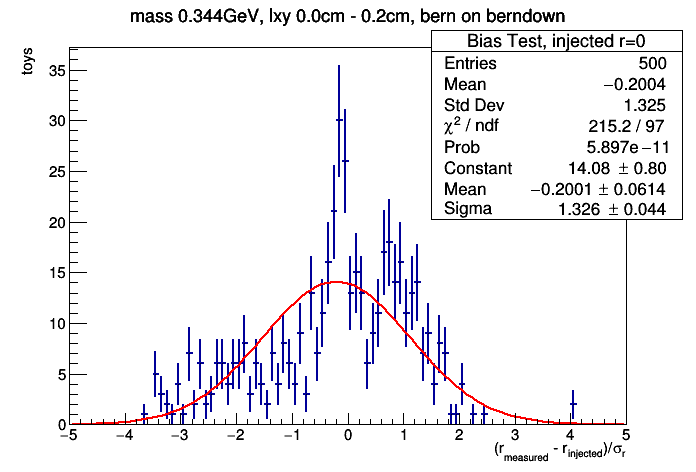 mass 0.344GeV, lxy 0.0cm - 0.2cm, bern on berndown
Bias Test, injected r=0
Entries 500
Mean −0.2004
Std Dev 1.325
χ² / ndf 215.2 / 97
Prob 5.897e−11
Constant 14.08 ± 0.80
Mean −0.2001 ± 0.0614
Sigma 1.326 ± 0.044
toys
35
30
25
20
15
10
5
0
−5 −4 −3 −2 −1 0 1 2 3 4 5
(r_measured - r_injected)/σ_r